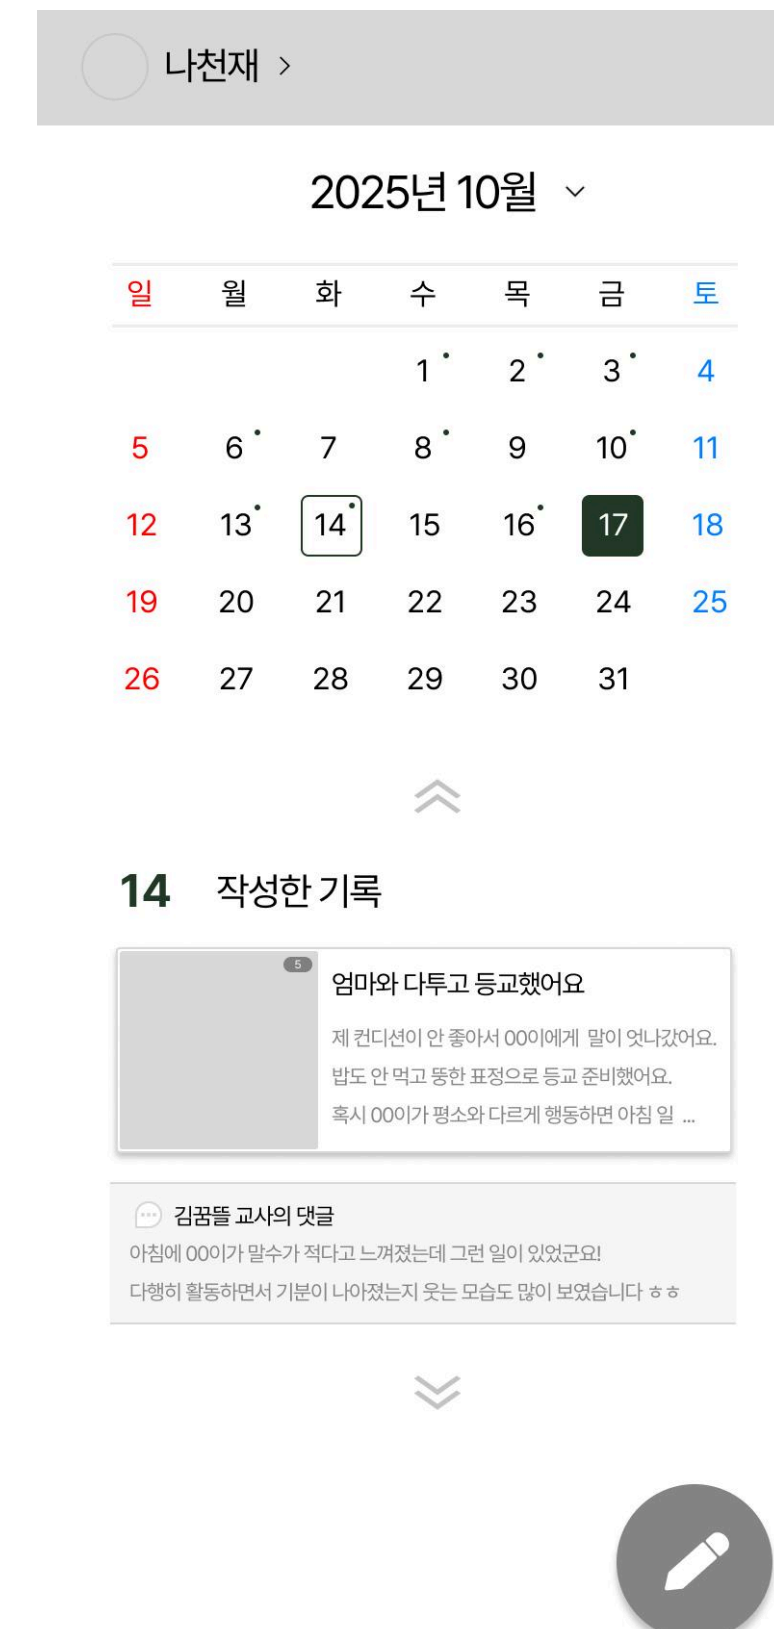 나천재 >
2025년 10월
일 월 화 수 목 금 토
1 2 3 4
5 6 7 8 9 10 11
12 13 14 15 16 17 18
19 20 21 22 23 24 25
26 27 28 29 30 31
14 작성한 기록
5
엄마와 다투고 등교했어요
제 컨디션이 안 좋아서 00이에게 말이 엇나갔어요.
밥도 안 먹고 뚱한 표정으로 등교 준비했어요.
혹시 00이가 평소와 다르게 행동하면 아침 일 ...
김꿈뜰 교사의 댓글
아침에 00이가 말수가 적다고 느껴졌는데 그런 일이 있었군요!
다행히 활동하면서 기분이 나아졌는지 웃는 모습도 많이 보였습니다 ㅎㅎ